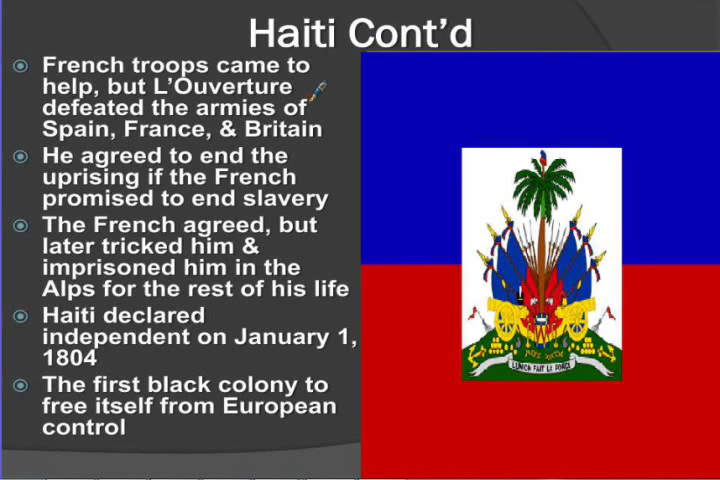 Haiti Cont'd
French troops came to
help, but L'Ouverture
defeated the armies of
Spain, France, & Britain
He agreed to end the
uprising if the French
promised to end slavery
The French agreed, but
later tricked him &
imprisoned him in the
Alps for the rest of his life
Haiti declared
independent on January 1,
1804
The first black colony to
free itself from European
control
L'UNION FAIT LA FORCE